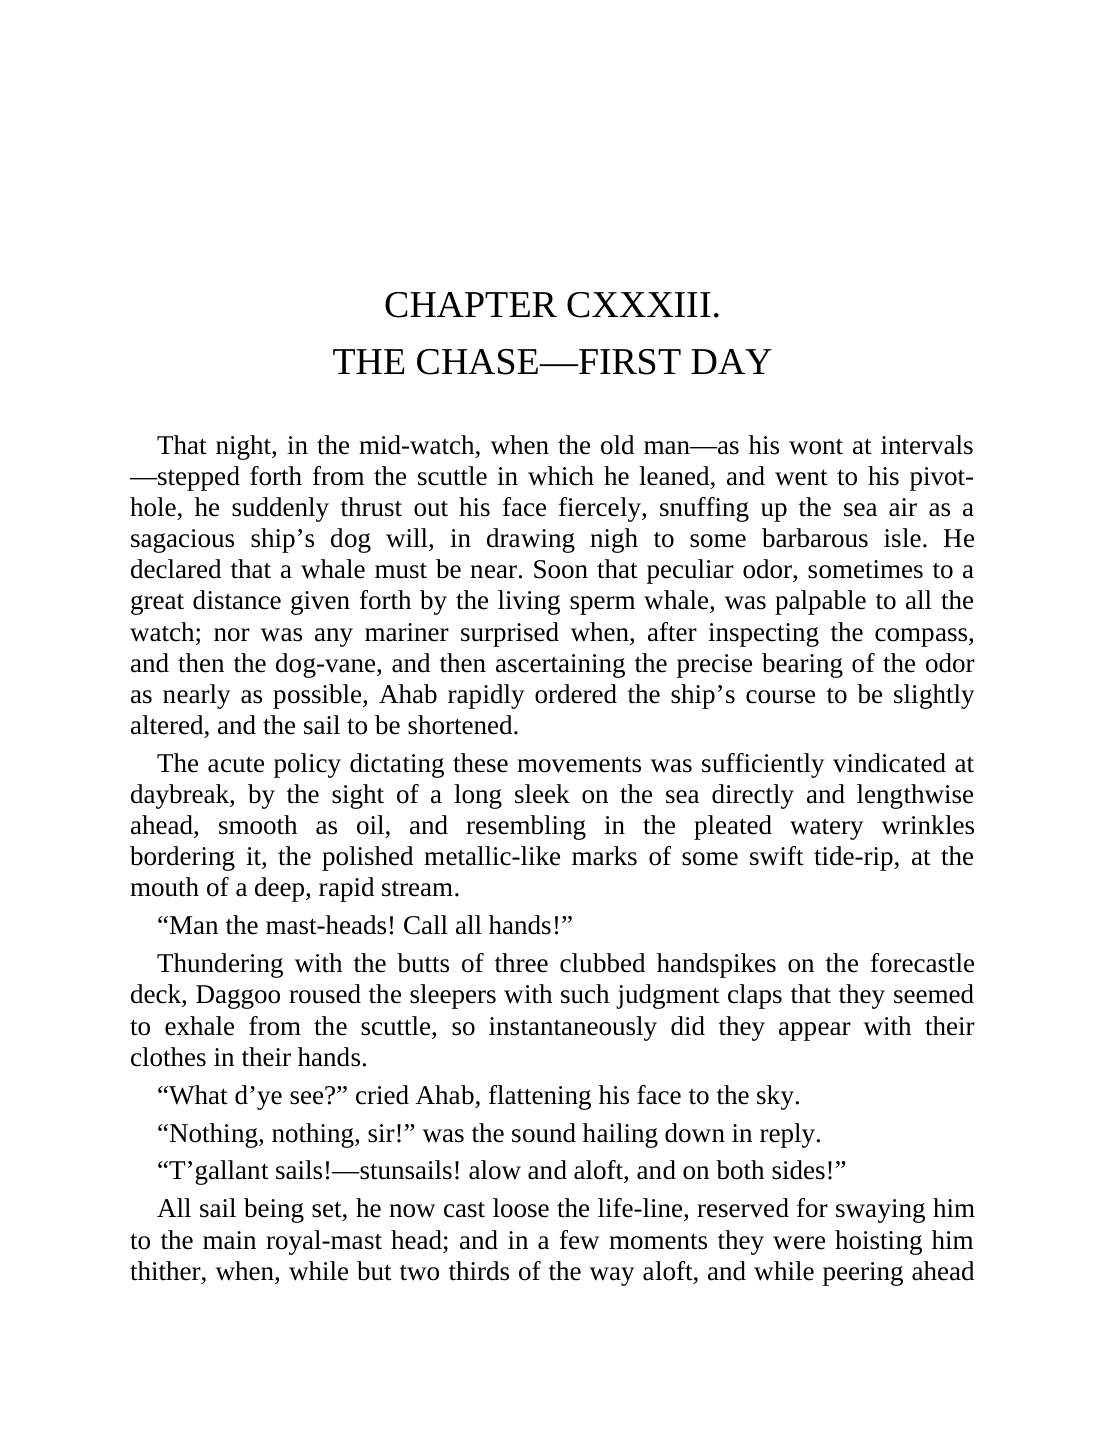 CHAPTER CXXXIII.
THE CHASE—FIRST DAY
That night, in the mid-watch, when the old man—as his wont at intervals
—stepped forth from the scuttle in which he leaned, and went to his pivot-
hole, he suddenly thrust out his face fiercely, snuffing up the sea air as a
sagacious ship’s dog will, in drawing nigh to some barbarous isle. He
declared that a whale must be near. Soon that peculiar odor, sometimes to a
great distance given forth by the living sperm whale, was palpable to all the
watch; nor was any mariner surprised when, after inspecting the compass,
and then the dog-vane, and then ascertaining the precise bearing of the odor
as nearly as possible, Ahab rapidly ordered the ship’s course to be slightly
altered, and the sail to be shortened.
The acute policy dictating these movements was sufficiently vindicated at
daybreak, by the sight of a long sleek on the sea directly and lengthwise
ahead, smooth as oil, and resembling in the pleated watery wrinkles
bordering it, the polished metallic-like marks of some swift tide-rip, at the
mouth of a deep, rapid stream.
“Man the mast-heads! Call all hands!”
Thundering with the butts of three clubbed handspikes on the forecastle
deck, Daggoo roused the sleepers with such judgment claps that they seemed
to exhale from the scuttle, so instantaneously did they appear with their
clothes in their hands.
“What d’ye see?” cried Ahab, flattening his face to the sky.
“Nothing, nothing, sir!” was the sound hailing down in reply.
“T’gallant sails!—stunsails! alow and aloft, and on both sides!”
All sail being set, he now cast loose the life-line, reserved for swaying him
to the main royal-mast head; and in a few moments they were hoisting him
thither, when, while but two thirds of the way aloft, and while peering ahead